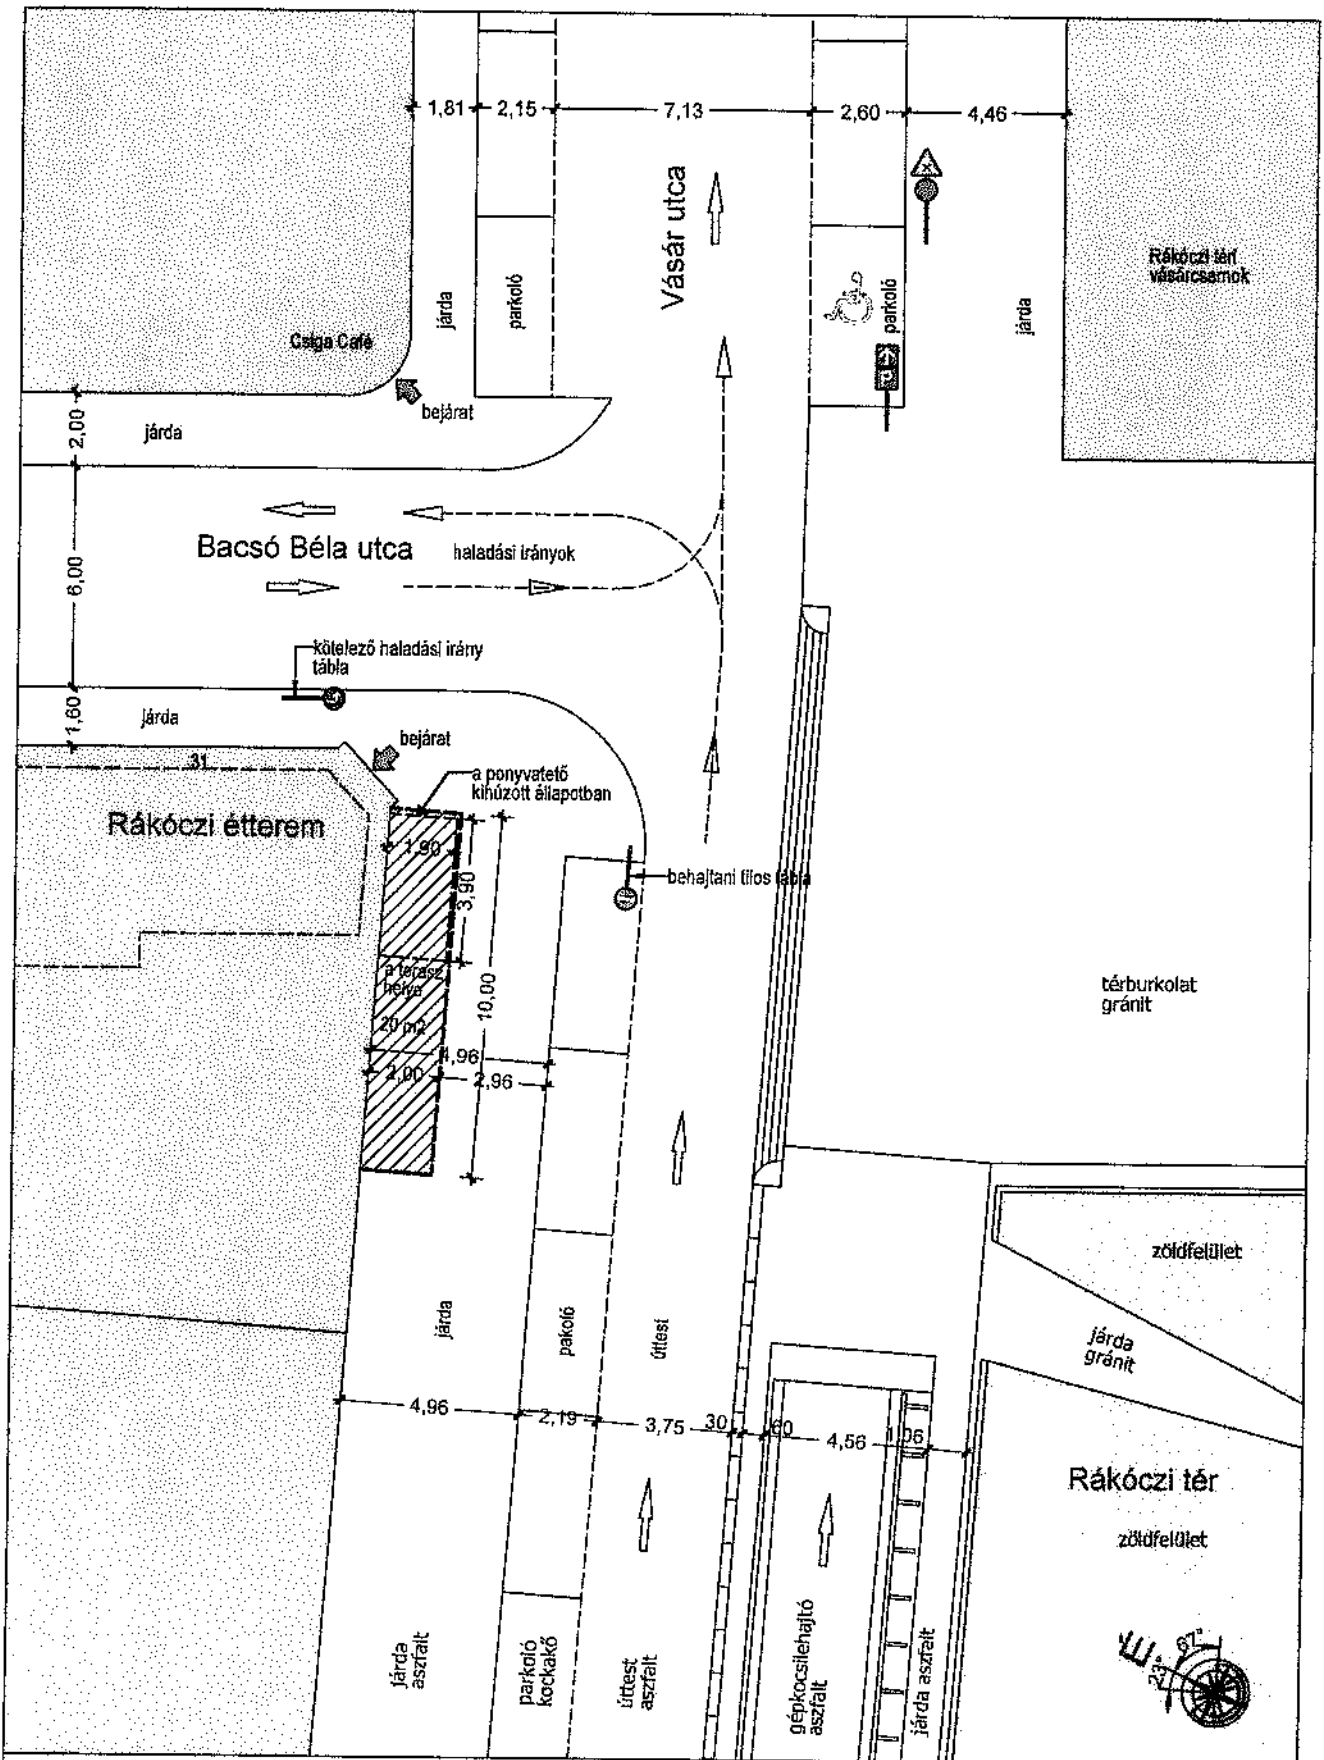 1,81
2,15
7,13
2,60
4,46
Vásár utca
járda
parkoló
parkoló
P
járda
Rákóczi téri
vásárcsarnok
Csiga Café
bejárat
2,00
járda
Bacsó Béla utca
haladási irányok
6,00
kötelező haladási irány
tábla
1,60
járda
bejárat
31
a ponyvatető
kihúzott állapotban
Rákóczi étterem
1,90
3,90
behajtani tilos tábla
a terasz
helye
20 m2
10,00
4,96
2,00
2,96
térburkolat
gránit
zöldfelület
járda
pakoló
úttest
járda
gránit
4,96
2,19
3,75
30
60
4,56
1,06
Rákóczi tér
zöldfelület
járda
aszfalt
parkoló
kockakő
úttest
aszfalt
gépkocsilehajtó
aszfalt
járda aszfalt
É
67°
23°